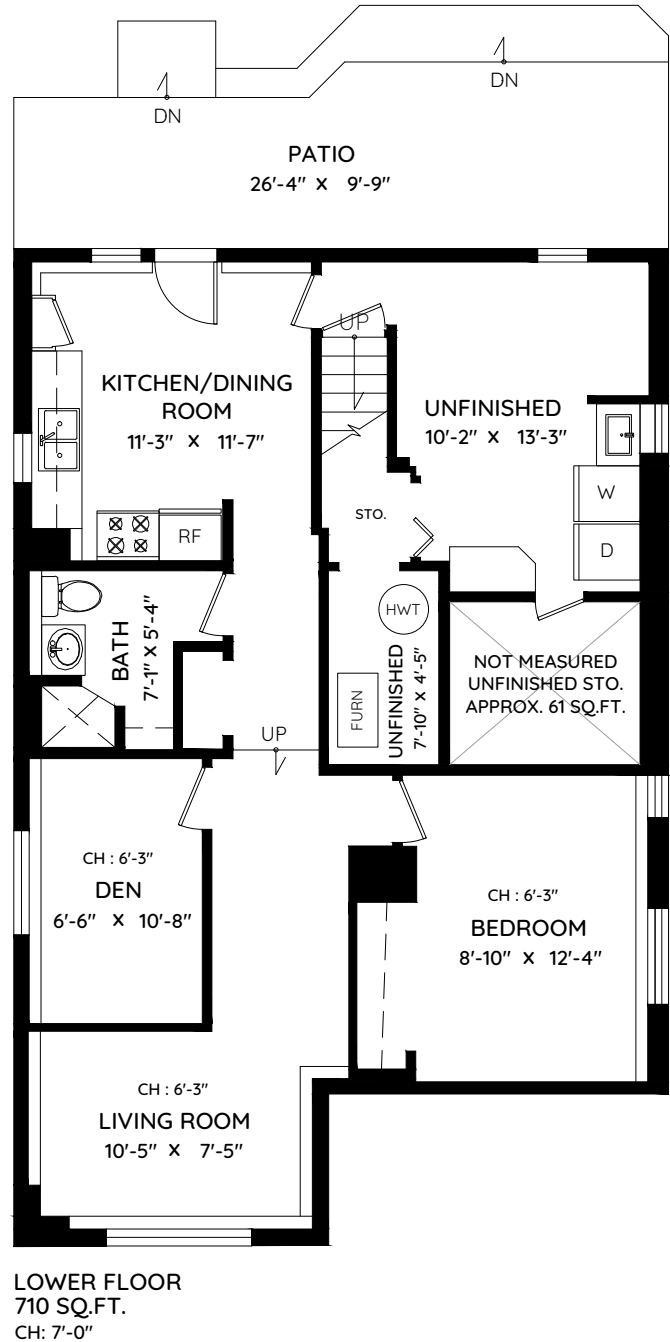 DN
DN
PATIO
26'-4" X 9'-9"
UP
KITCHEN/DINING
ROOM
11'-3" X 11'-7"
UNFINISHED
10'-2" X 13'-3"
W
STO.
RF
D
HWT
BATH
7'-1" X 5'-4"
UNFINISHED
7'-10" X 4'-5"
FURN
NOT MEASURED
UNFINISHED STO.
APPROX. 61 SQ.FT.
UP
CH : 6'-3"
DEN
6'-6" X 10'-8"
CH : 6'-3"
BEDROOM
8'-10" X 12'-4"
CH : 6'-3"
LIVING ROOM
10'-5" X 7'-5"
LOWER FLOOR
710 SQ.FT.
CH: 7'-0"